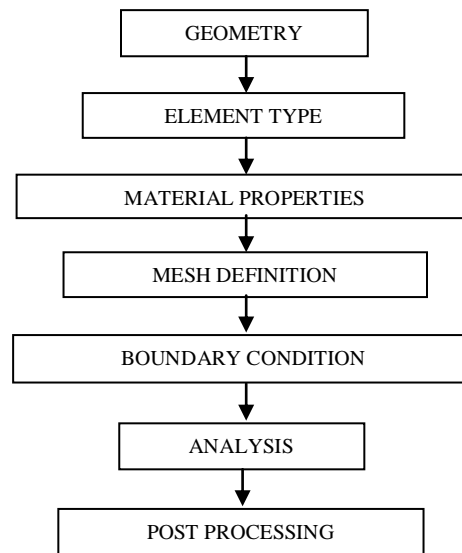 GEOMETRY
ELEMENT TYPE
MATERIAL PROPERTIES
MESH DEFINITION
BOUNDARY CONDITION
ANALYSIS
POST PROCESSING